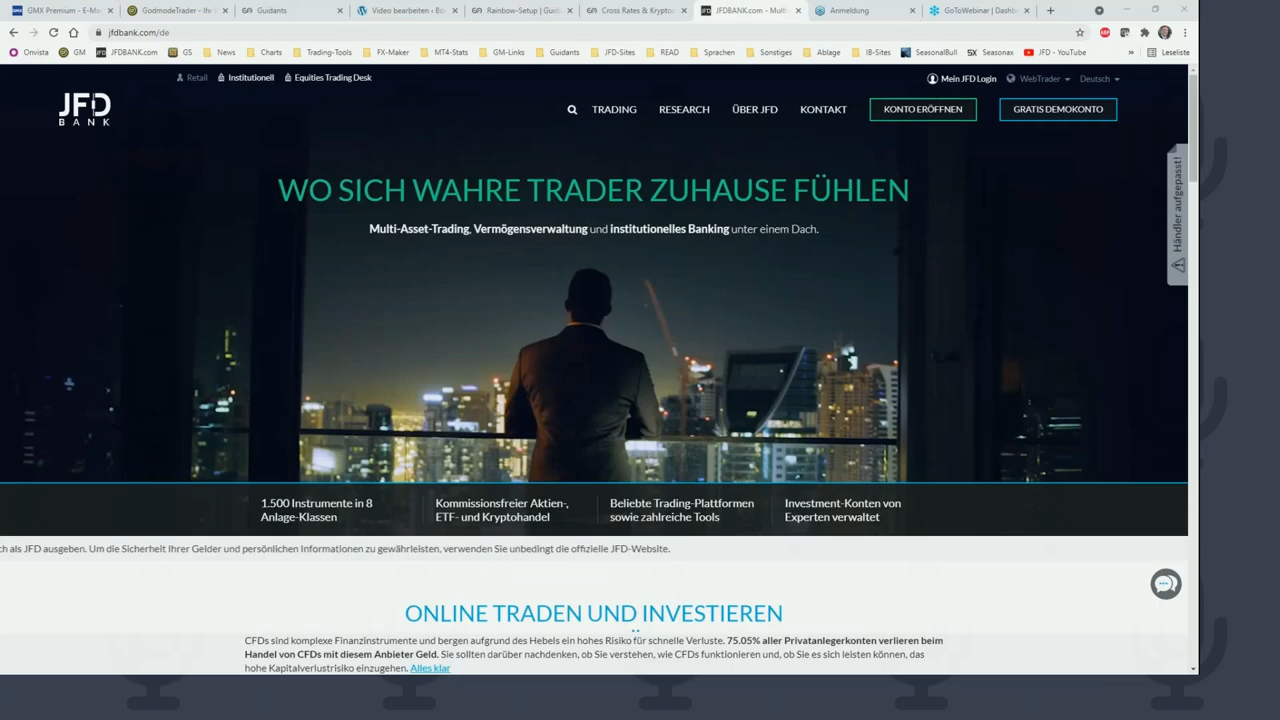 GMX Premium - E-Ma
GodmodeTrader - Ihr
Guidants
Video bearbeiten ‹ Bö
Rainbow-Setup | Guid
Cross Rates & Krypto
JFDBANK.com - Multi-
Anmeldung
GoToWebinar | Dashb
jfdbank.com/de
Onvista
GM
JFDBANK.com
GS
News
Charts
Trading-Tools
FX-Maker
MT4-Stats
GM-Links
Guidants
JFD-Sites
READ
Sprachen
Sonstiges
Ablage
IB-Sites
SeasonalBull
Seasonax
JFD - YouTube
Leseliste
Retail
Institutionell
Equities Trading Desk
Mein JFD Login
WebTrader
Deutsch
JFD
BANK
TRADING
RESEARCH
ÜBER JFD
KONTAKT
KONTO ERÖFFNEN
GRATIS DEMOKONTO
Händler aufgepasst!
WO SICH WAHRE TRADER ZUHAUSE FÜHLEN
Multi-Asset-Trading, Vermögensverwaltung und institutionelles Banking unter einem Dach.
1.500 Instrumente in 8
Anlage-Klassen
Kommissionsfreier Aktien-,
ETF- und Kryptohandel
Beliebte Trading-Plattformen
sowie zahlreiche Tools
Investment-Konten von
Experten verwaltet
ch als JFD ausgeben. Um die Sicherheit Ihrer Gelder und persönlichen Informationen zu gewährleisten, verwenden Sie unbedingt die offizielle JFD-Website.
ONLINE TRADEN UND INVESTIEREN
CFDs sind komplexe Finanzinstrumente und bergen aufgrund des Hebels ein hohes Risiko für schnelle Verluste. 75.05% aller Privatanlegerkonten verlieren beim
Handel von CFDs mit diesem Anbieter Geld. Sie sollten darüber nachdenken, ob Sie verstehen, wie CFDs funktionieren und, ob Sie es sich leisten können, das
hohe Kapitalverlustrisiko einzugehen. Alles klar